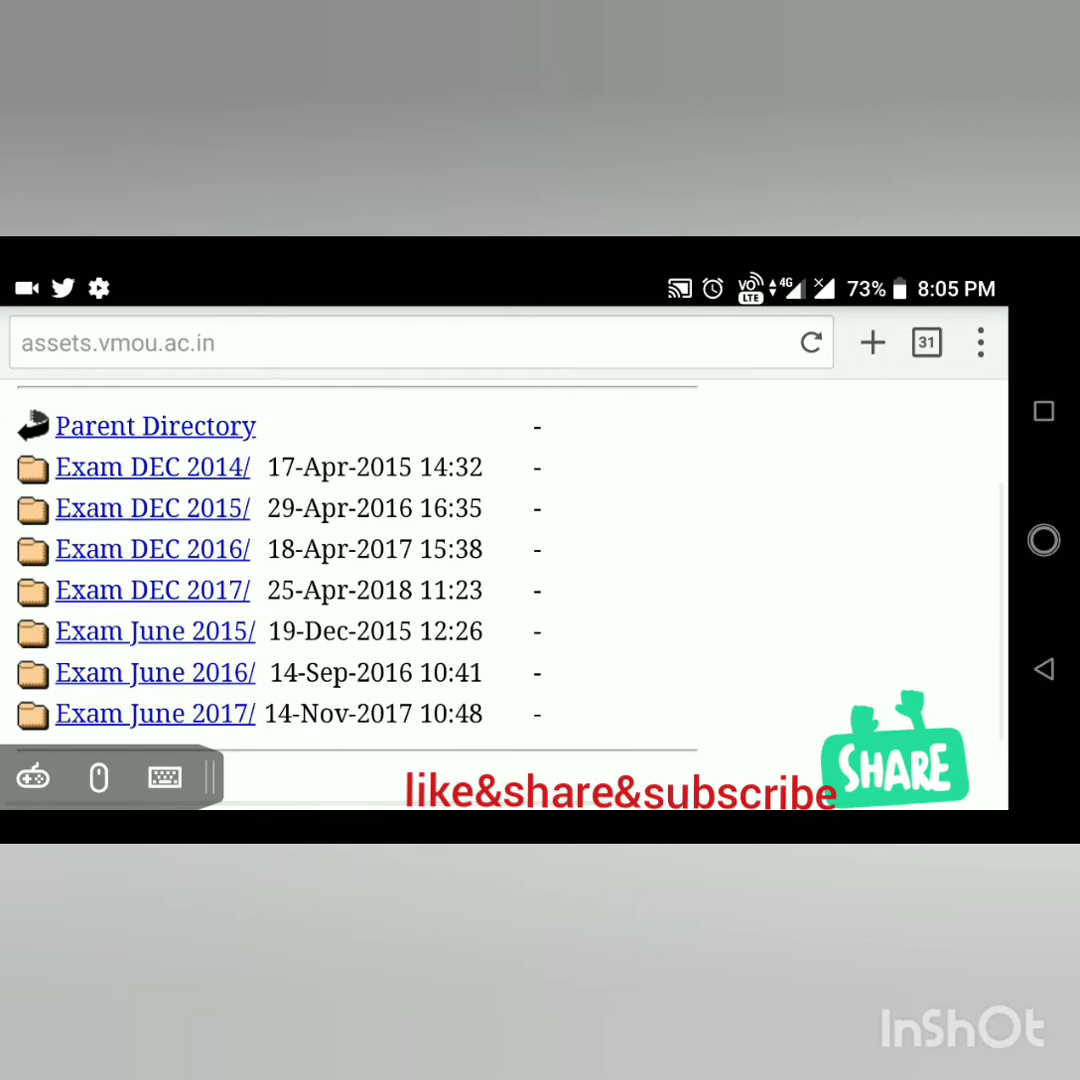 VO LTE 4G 73% 8:05 PM
assets.vmou.ac.in 31
Parent Directory -
Exam DEC 2014/ 17-Apr-2015 14:32 -
Exam DEC 2015/ 29-Apr-2016 16:35 -
Exam DEC 2016/ 18-Apr-2017 15:38 -
Exam DEC 2017/ 25-Apr-2018 11:23 -
Exam June 2015/ 19-Dec-2015 12:26 -
Exam June 2016/ 14-Sep-2016 10:41 -
Exam June 2017/ 14-Nov-2017 10:48 -
SHARE
like&share&subscribe
InShOt